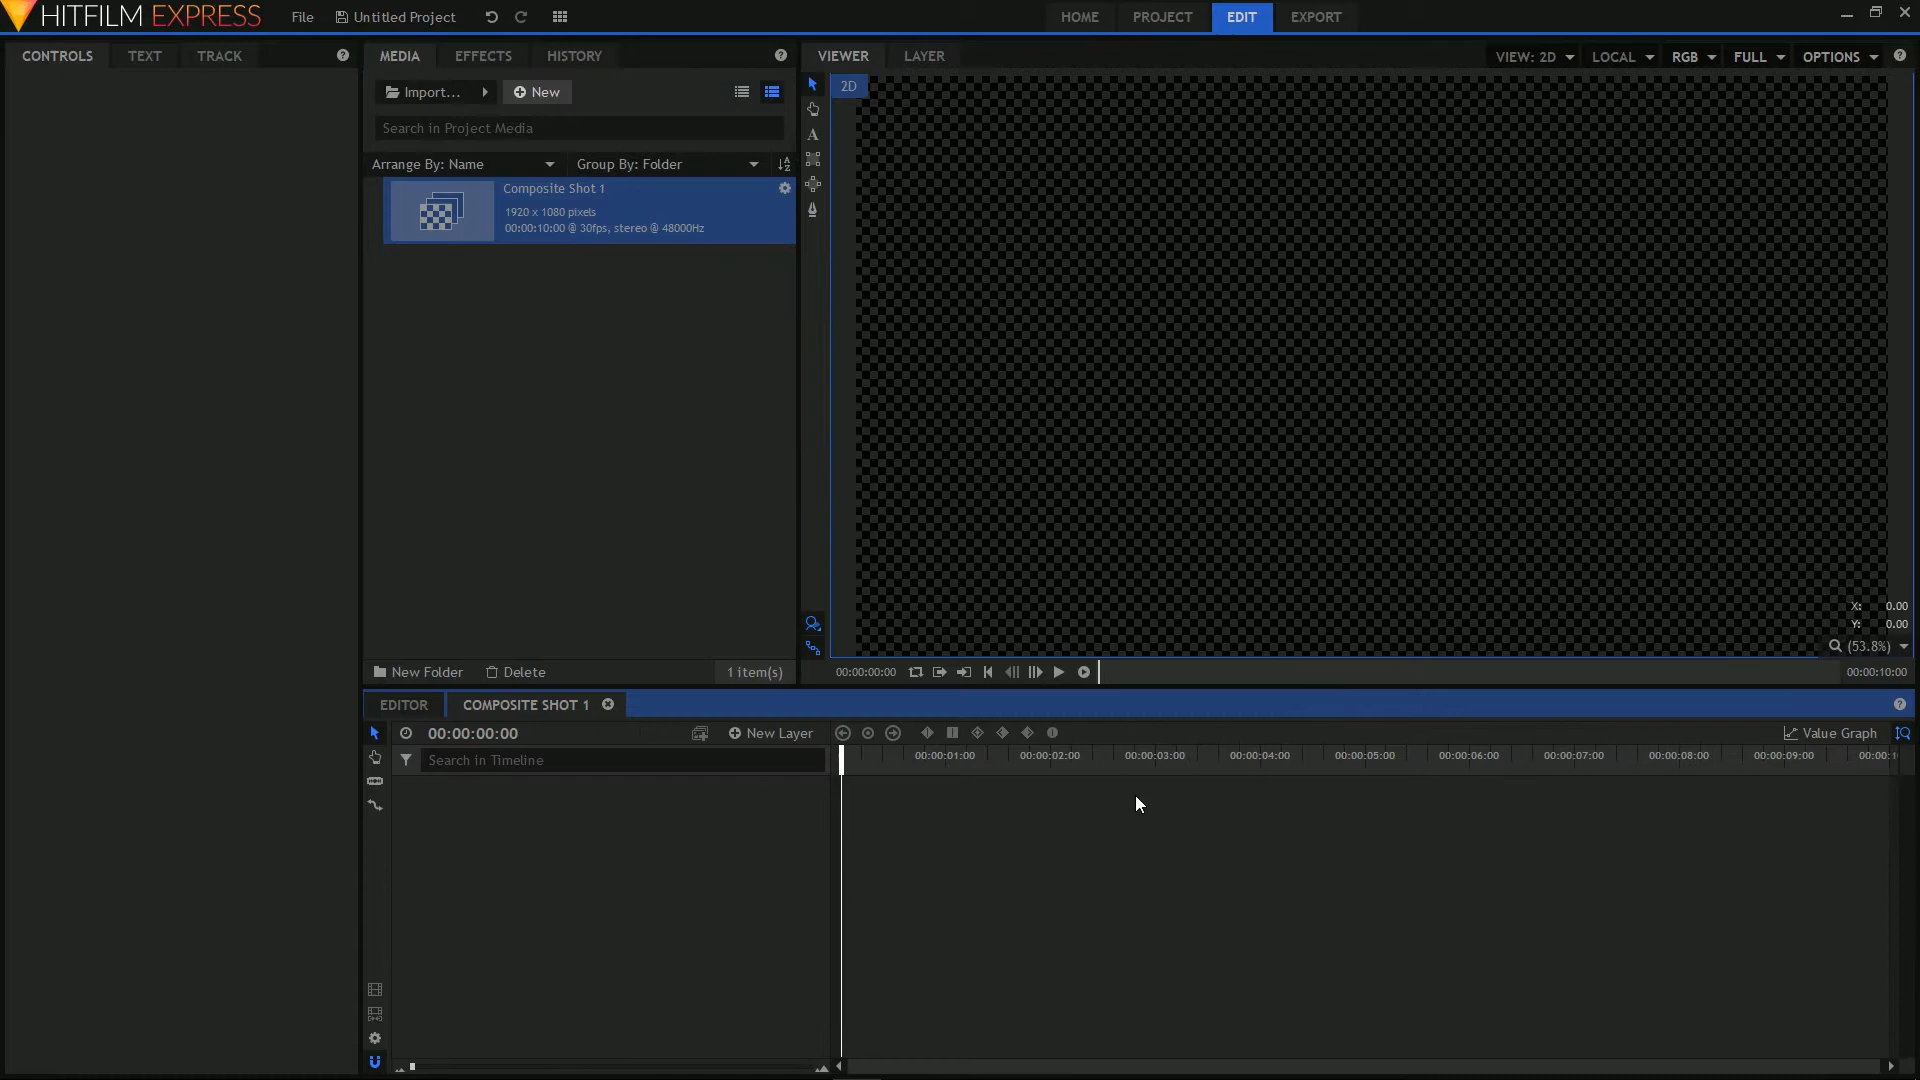 HITFILM EXPRESS File Untitled Project HOME PROJECT EDIT EXPORT
CONTROLS TEXT TRACK MEDIA EFFECTS HISTORY VIEWER LAYER VIEW: 2D LOCAL RGB FULL OPTIONS
Import... New
2D
Search in Project Media
A
Arrange By: Name Group By: Folder
Composite Shot 1
1920 x 1080 pixels
00:00:10:00 @ 30fps, stereo @ 48000Hz
X: 0.00
Y: 0.00
(53.8%)
New Folder Delete 1 item(s) 00:00:00:00 00:00:10:00
EDITOR COMPOSITE SHOT 1
00:00:00:00 New Layer Value Graph
Search in Timeline 00:00:01:00 00:00:02:00 00:00:03:00 00:00:04:00 00:00:05:00 00:00:06:00 00:00:07:00 00:00:08:00 00:00:09:00 00:00:1